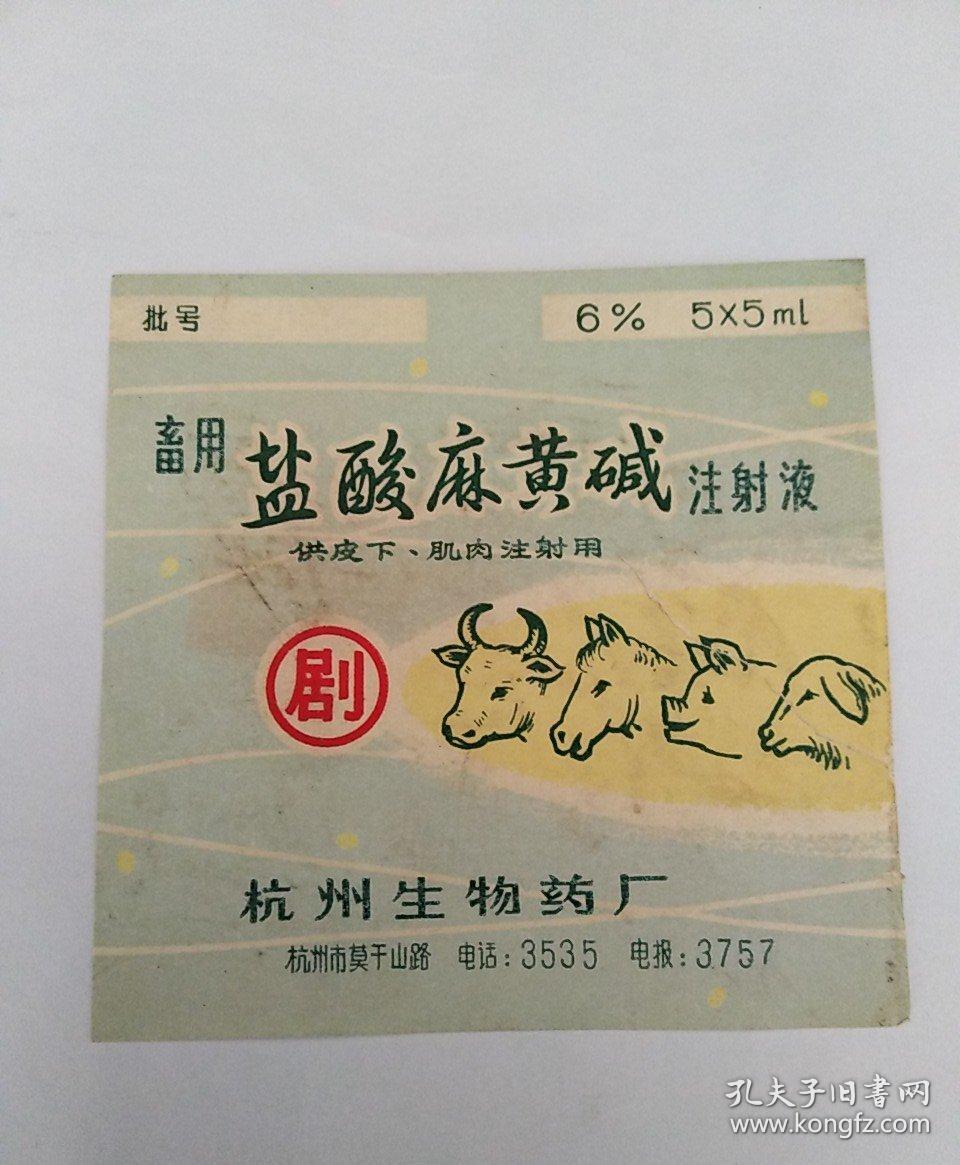 批号
6% 5×5ml
畜用 盐酸麻黄碱 注射液
供皮下、肌肉注射用
剧
杭州生物药厂
杭州市莫干山路 电话:3535 电报:3757
孔夫子旧书网
www.kongfz.com